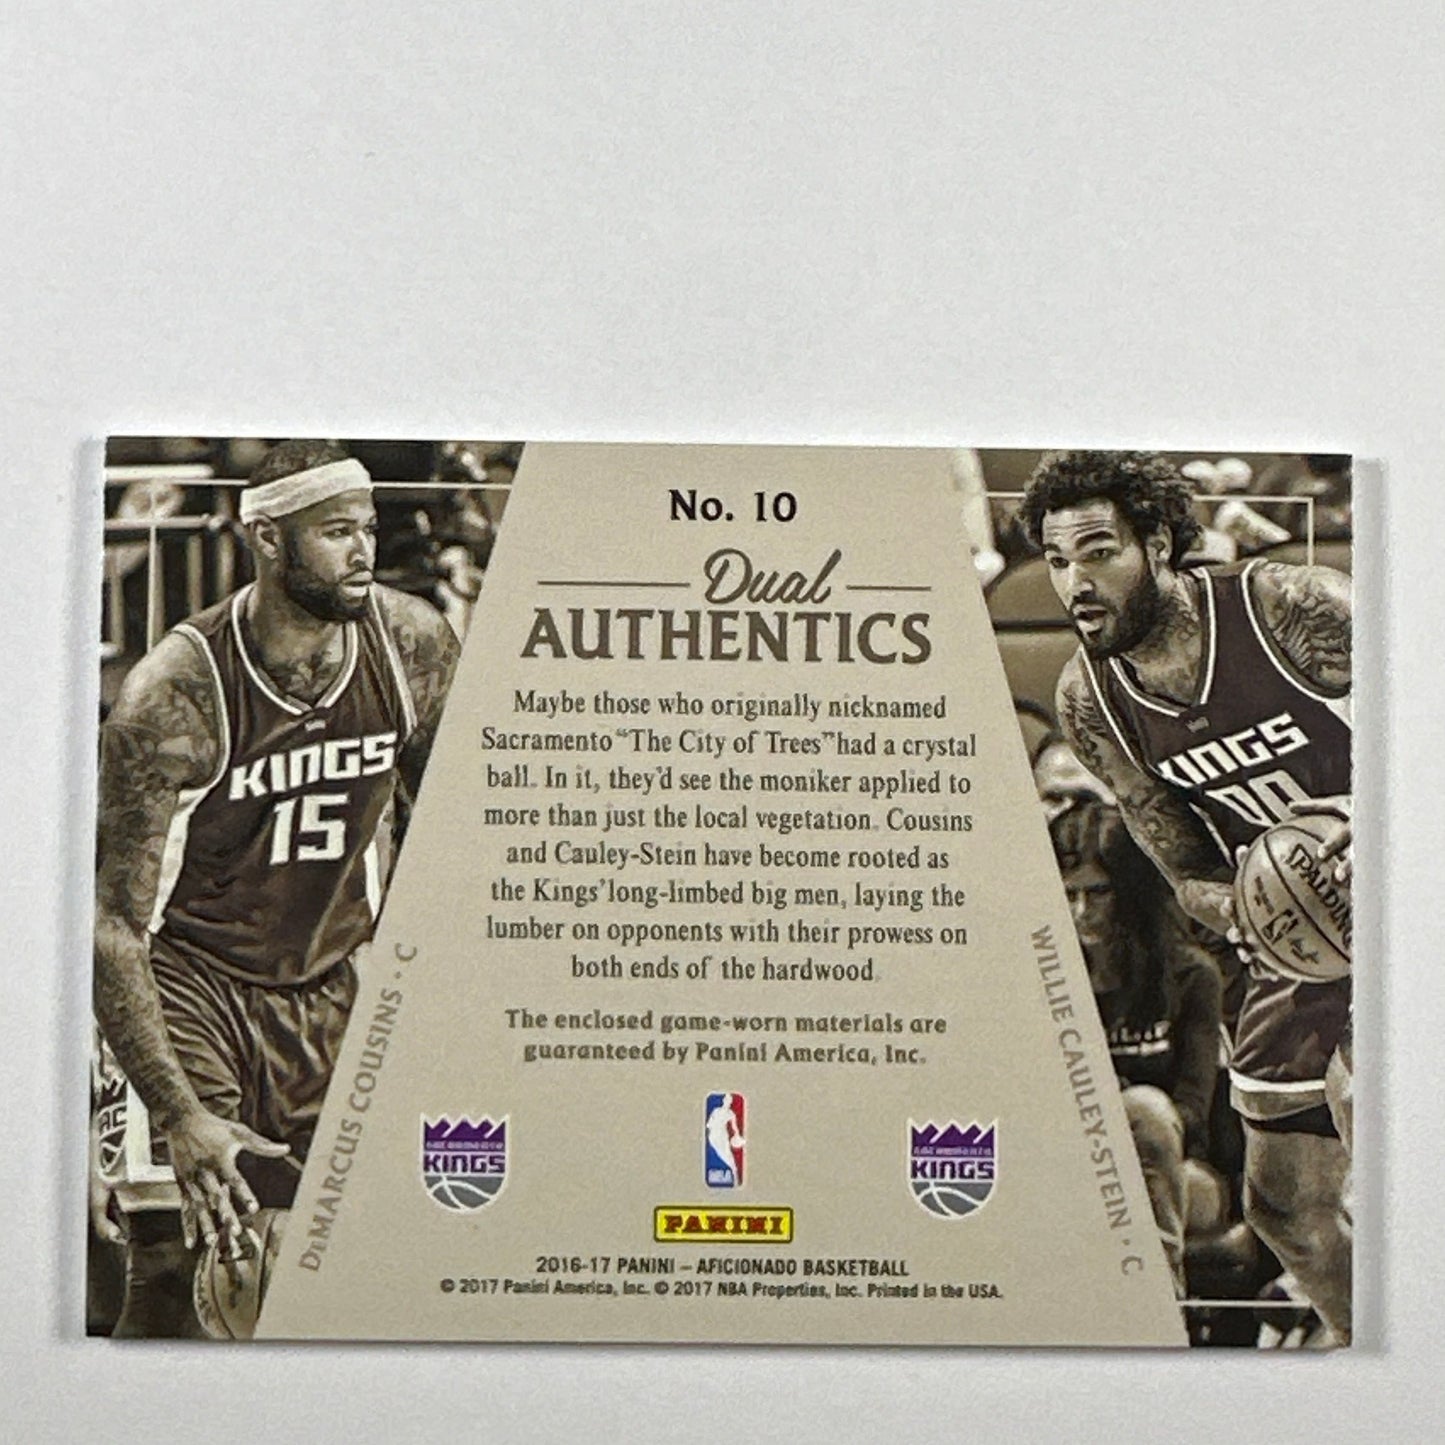 No. 10
Dual
AUTHENTICS
Maybe those who originally nicknamed
Sacramento “The City of Trees” had a crystal
ball. In it, they'd see the moniker applied to
more than just the local vegetation. Cousins
and Cauley-Stein have become rooted as
the Kings' long-limbed big men, laying the
lumber on opponents with their prowess on
both ends of the hardwood.
The enclosed game-worn materials are
guaranteed by Panini America, Inc.
KINGS
15
DeMARCUS COUSINS • C
KINGS
00
SPALDING
WILLIE CAULEY-STEIN • C
SACRAMENTO
KINGS
NBA
SACRAMENTO
KINGS
PANINI
2016-17 PANINI – AFICIONADO BASKETBALL
© 2017 Panini America, Inc. © 2017 NBA Properties, Inc. Printed in the USA.